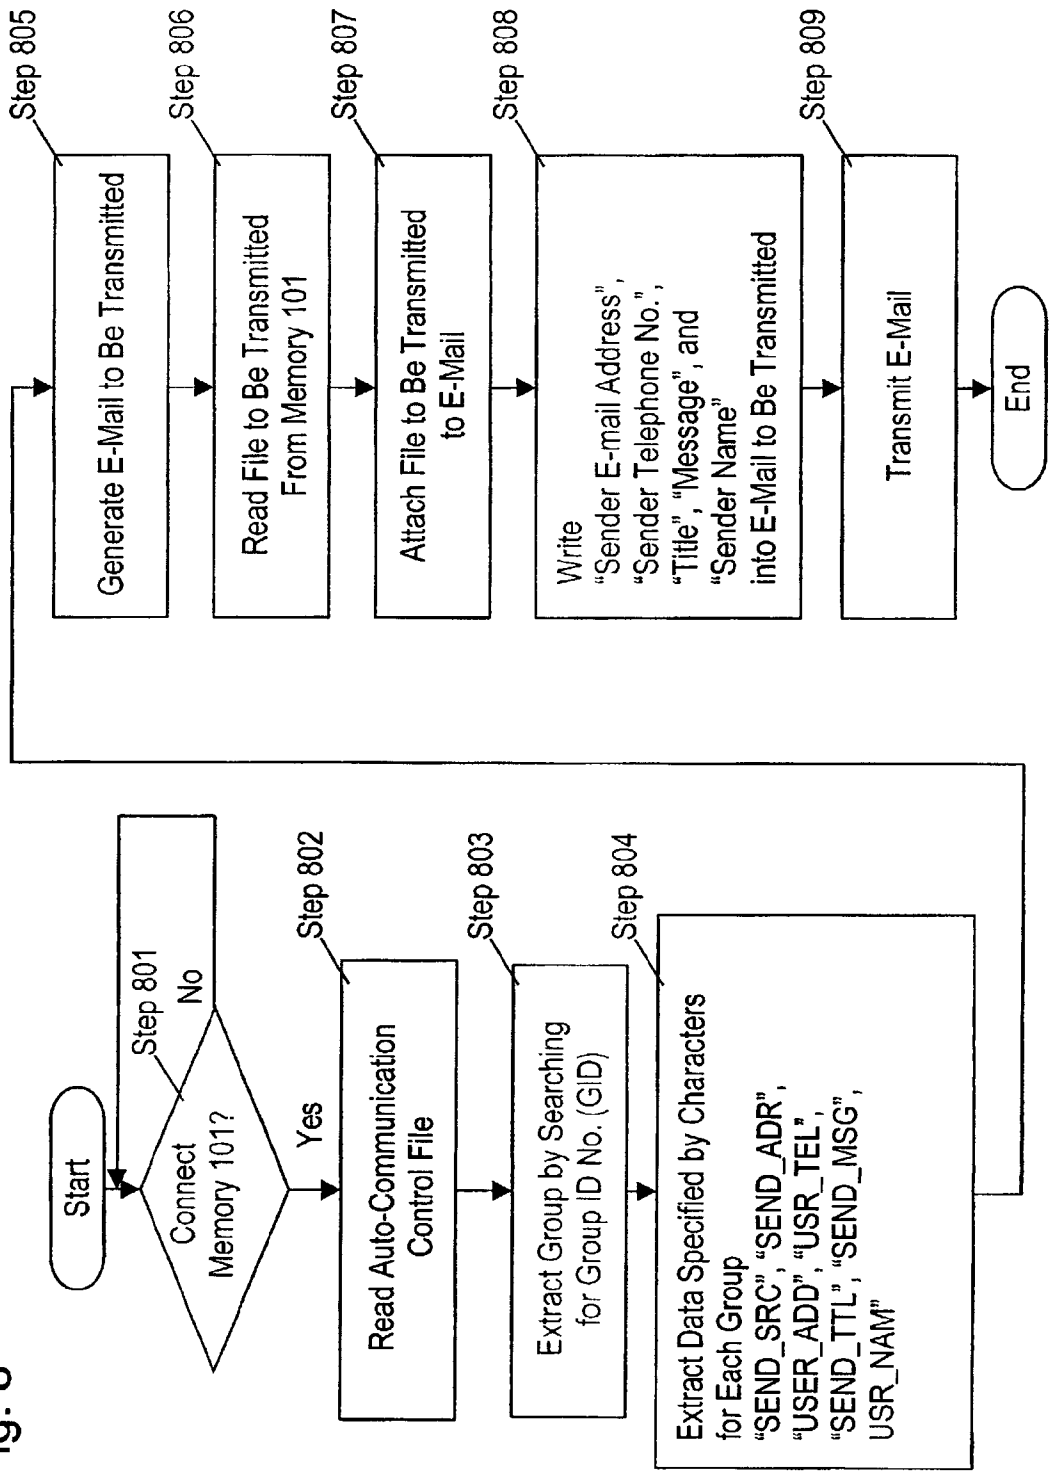 Start
Step 801
Connect
Memory 101?
No
Yes
Step 802
Read Auto-Communication
Control File
Step 803
Extract Group by Searching
for Group ID No. (GID)
Step 804
Extract Data Specified by Characters
for Each Group
“SEND_SRC”, “SEND_ADR”,
“USER_ADD”, “USR_TEL”,
“SEND_TTL”, “SEND_MSG”,
USR_NAM”
Step 805
Generate E-Mail to Be Transmitted
Step 806
Read File to Be Transmitted
From Memory 101
Step 807
Attach File to Be Transmitted
to E-Mail
Step 808
Write
“Sender E-mail Address”,
“Sender Telephone No.”,
“Title”, “Message”, and
“Sender Name”
into E-Mail to Be Transmitted
Step 809
Transmit E-Mail
End